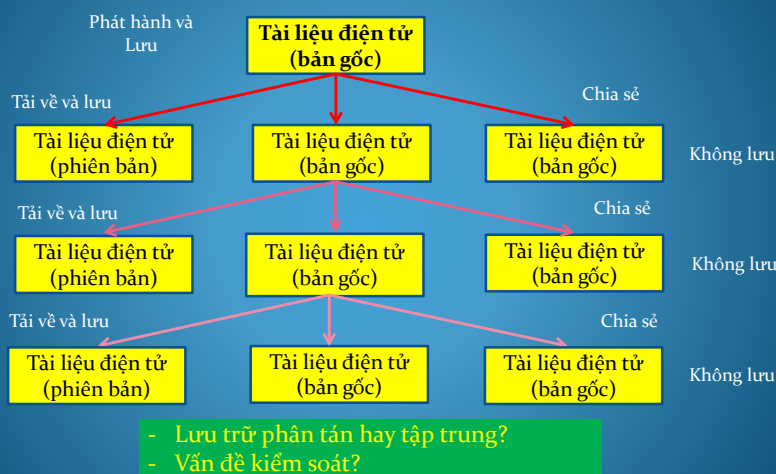 Phát hành và
Lưu
Tài liệu điện tử
(bản gốc)
Tải về và lưu
Chia sẻ
Tài liệu điện tử
(phiên bản)
Tài liệu điện tử
(bản gốc)
Tài liệu điện tử
(bản gốc)
Không lưu
Tải về và lưu
Chia sẻ
Tài liệu điện tử
(phiên bản)
Tài liệu điện tử
(bản gốc)
Tài liệu điện tử
(bản gốc)
Không lưu
Tải về và lưu
Chia sẻ
Tài liệu điện tử
(phiên bản)
Tài liệu điện tử
(bản gốc)
Tài liệu điện tử
(bản gốc)
Không lưu
- Lưu trữ phân tán hay tập trung?
- Vấn đề kiểm soát?